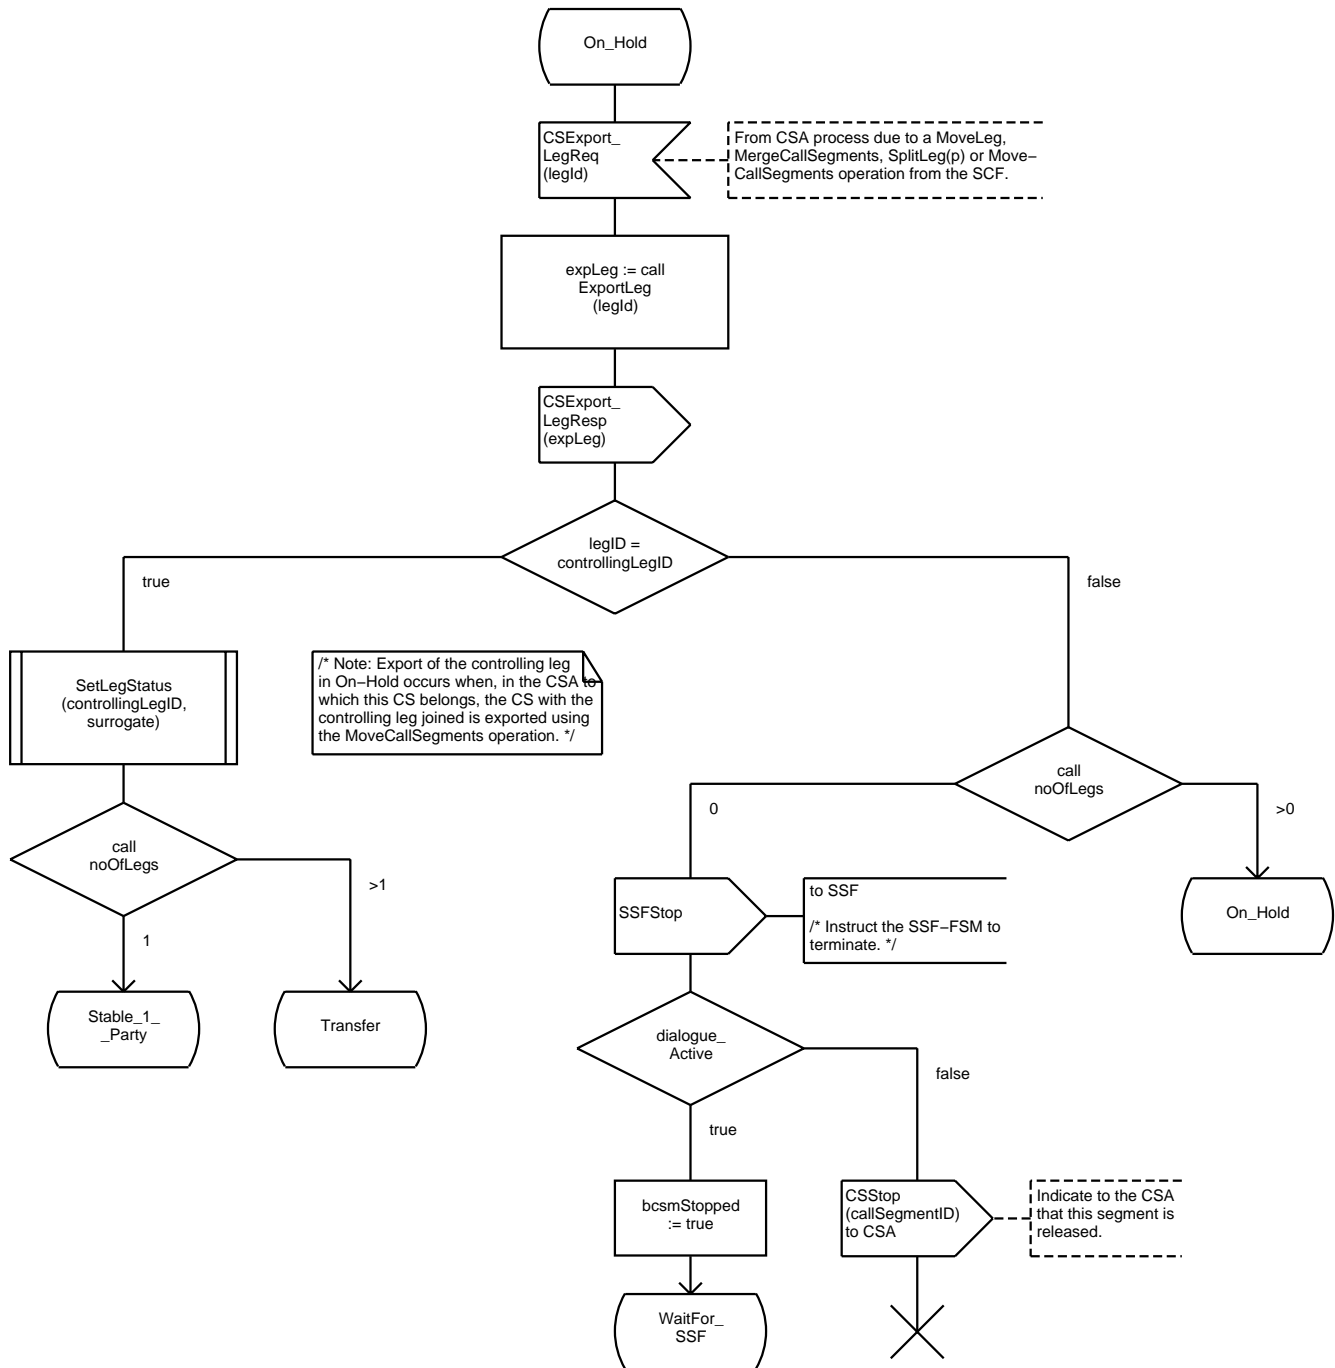 On_Hold
CSExport_
LegReq
(legId)
From CSA process due to a MoveLeg,
MergeCallSegments, SplitLeg(p) or Move–
CallSegments operation from the SCF.
expLeg := call
ExportLeg
(legId)
CSExport_
LegResp
(expLeg)
legID =
controllingLegID
true
false
SetLegStatus
(controllingLegID,
surrogate)
/* Note: Export of the controlling leg
in On–Hold occurs when, in the CSA to
which this CS belongs, the CS with the
controlling leg joined is exported using
the MoveCallSegments operation. */
call
noOfLegs
0
>0
call
noOfLegs
>1
1
SSFStop
to SSF
/* Instruct the SSF–FSM to
terminate. */
On_Hold
Stable_1_
_Party
Transfer
dialogue_
Active
false
true
bcsmStopped
:= true
CSStop
(callSegmentID)
to CSA
Indicate to the CSA
that this segment is
released.
WaitFor_
SSF